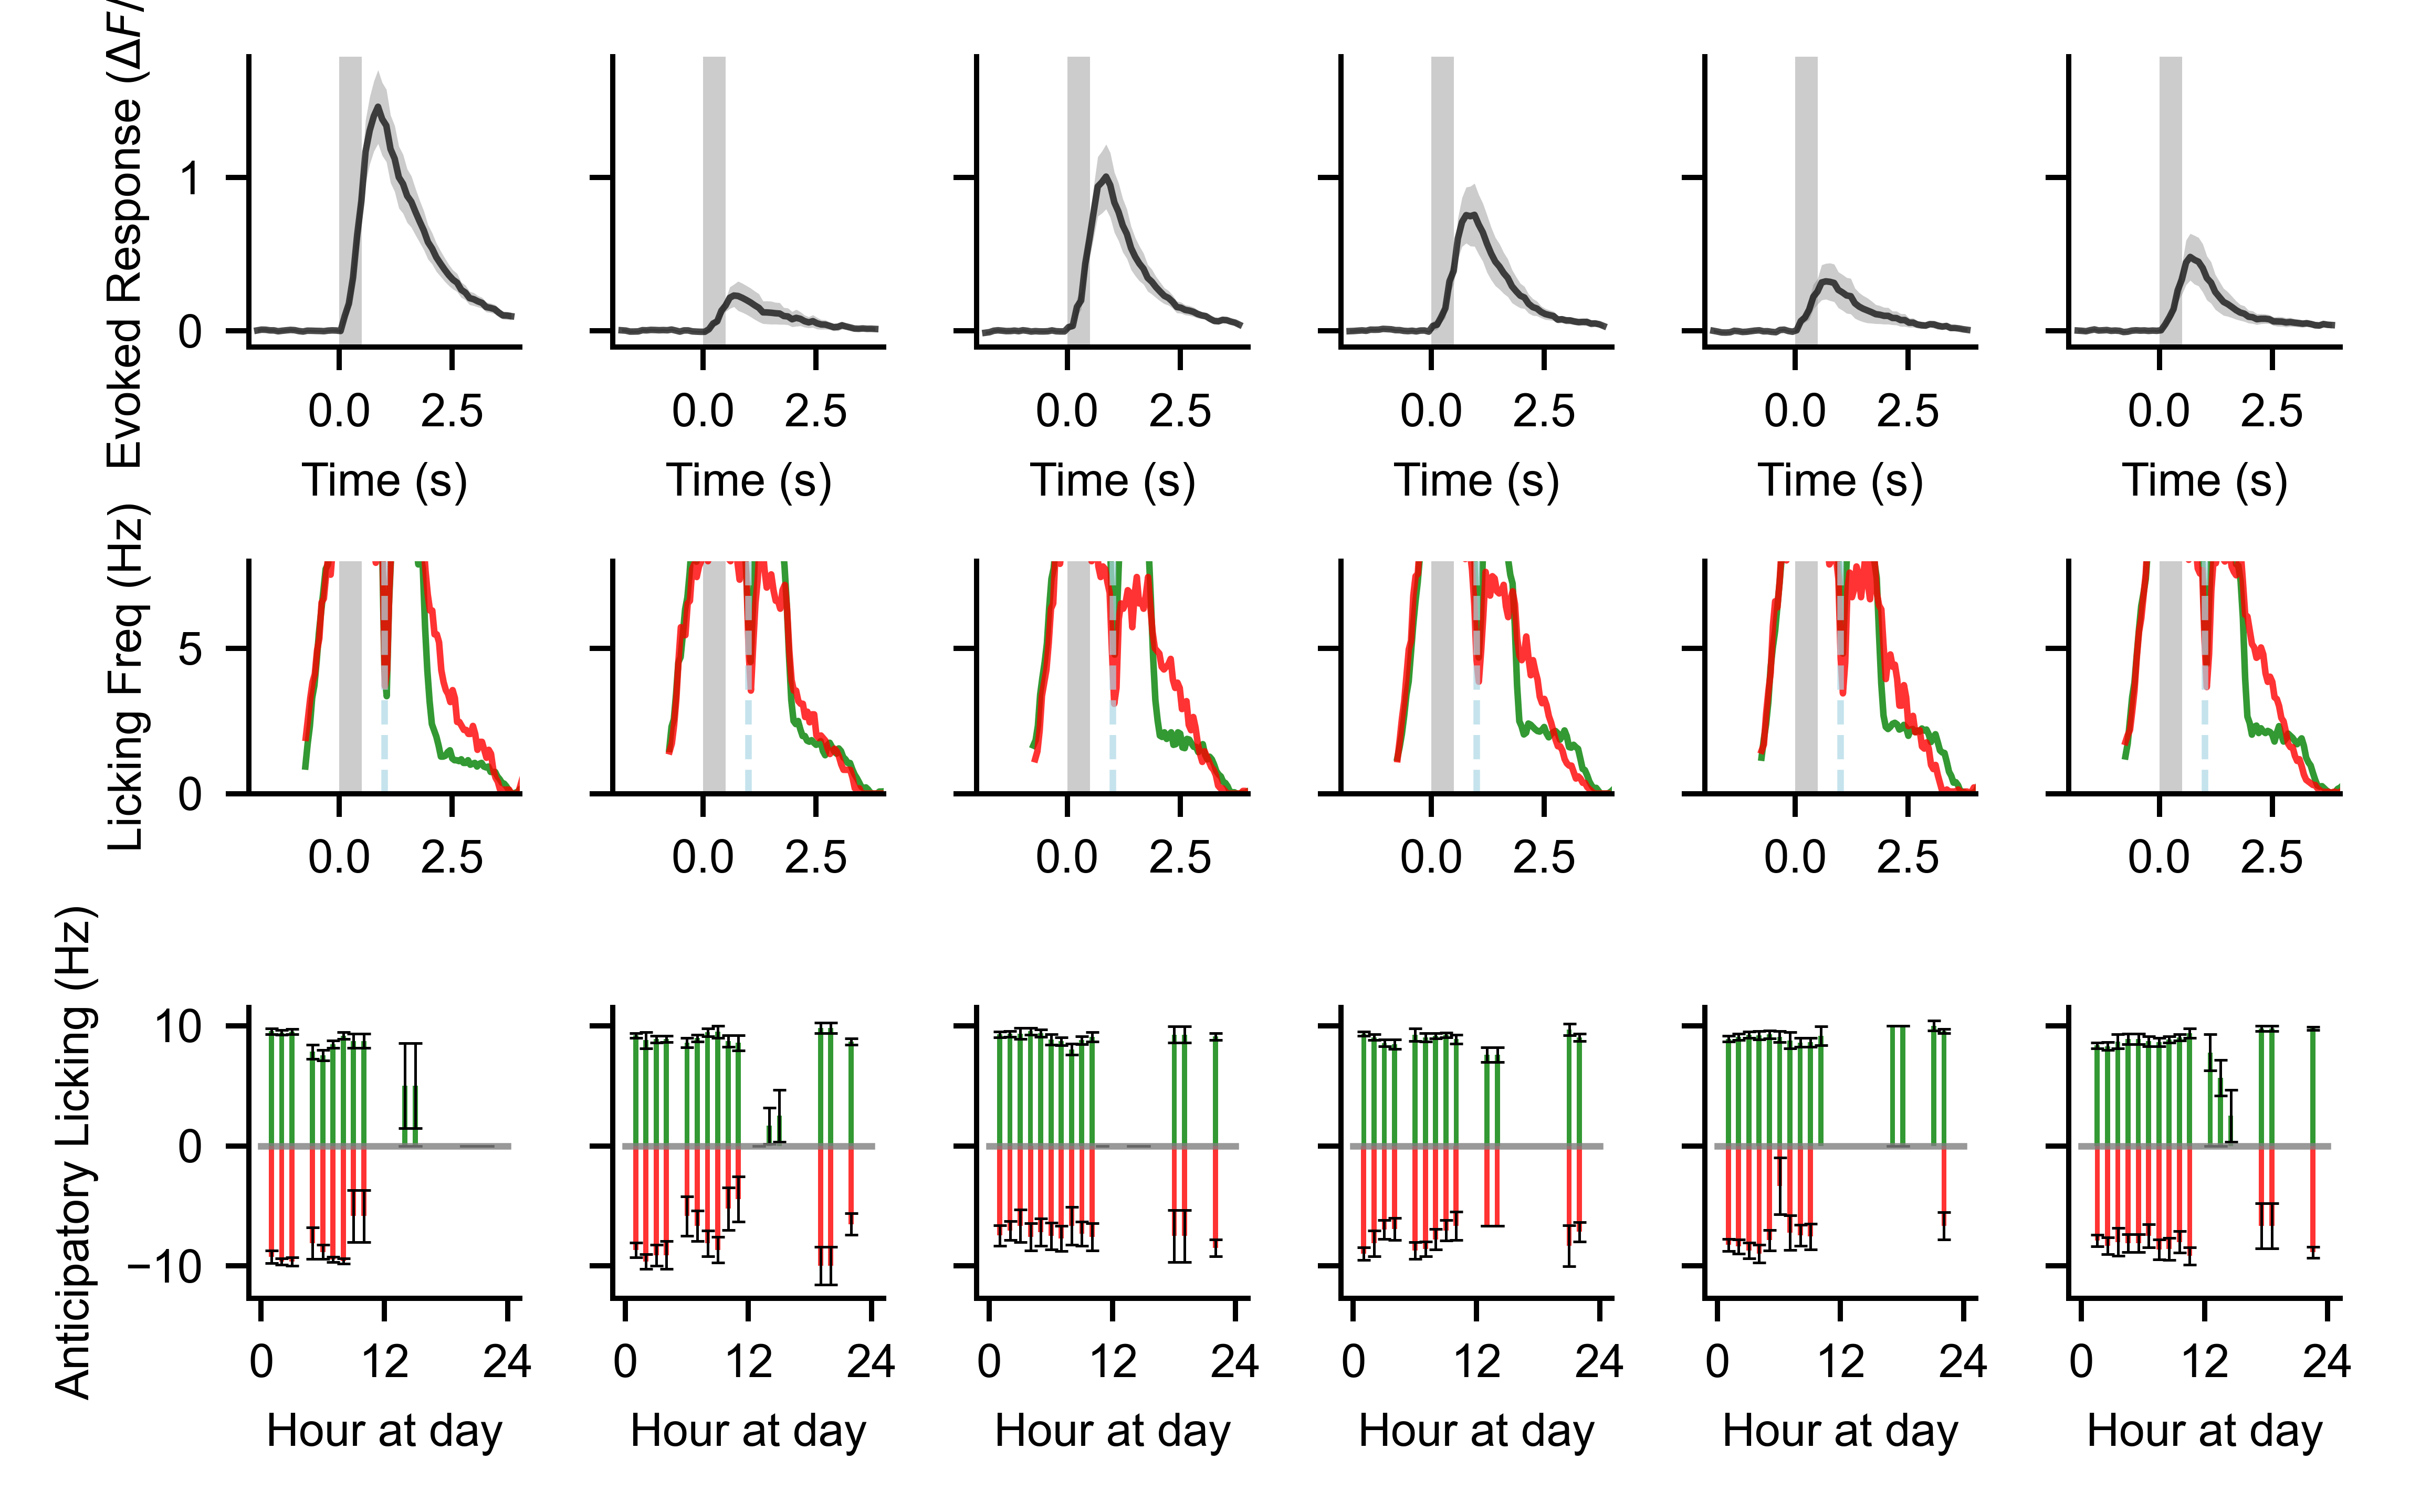 Evoked Response (ΔF/
1
0
0.0 2.5 0.0 2.5 0.0 2.5 0.0 2.5 0.0 2.5 0.0 2.5
Time (s) Time (s) Time (s) Time (s) Time (s) Time (s)
Licking Freq (Hz)
5
0
0.0 2.5 0.0 2.5 0.0 2.5 0.0 2.5 0.0 2.5 0.0 2.5
Anticipatory Licking (Hz)
10
0
−10
0 12 24 0 12 24 0 12 24 0 12 24 0 12 24 0 12 24
Hour at day Hour at day Hour at day Hour at day Hour at day Hour at day